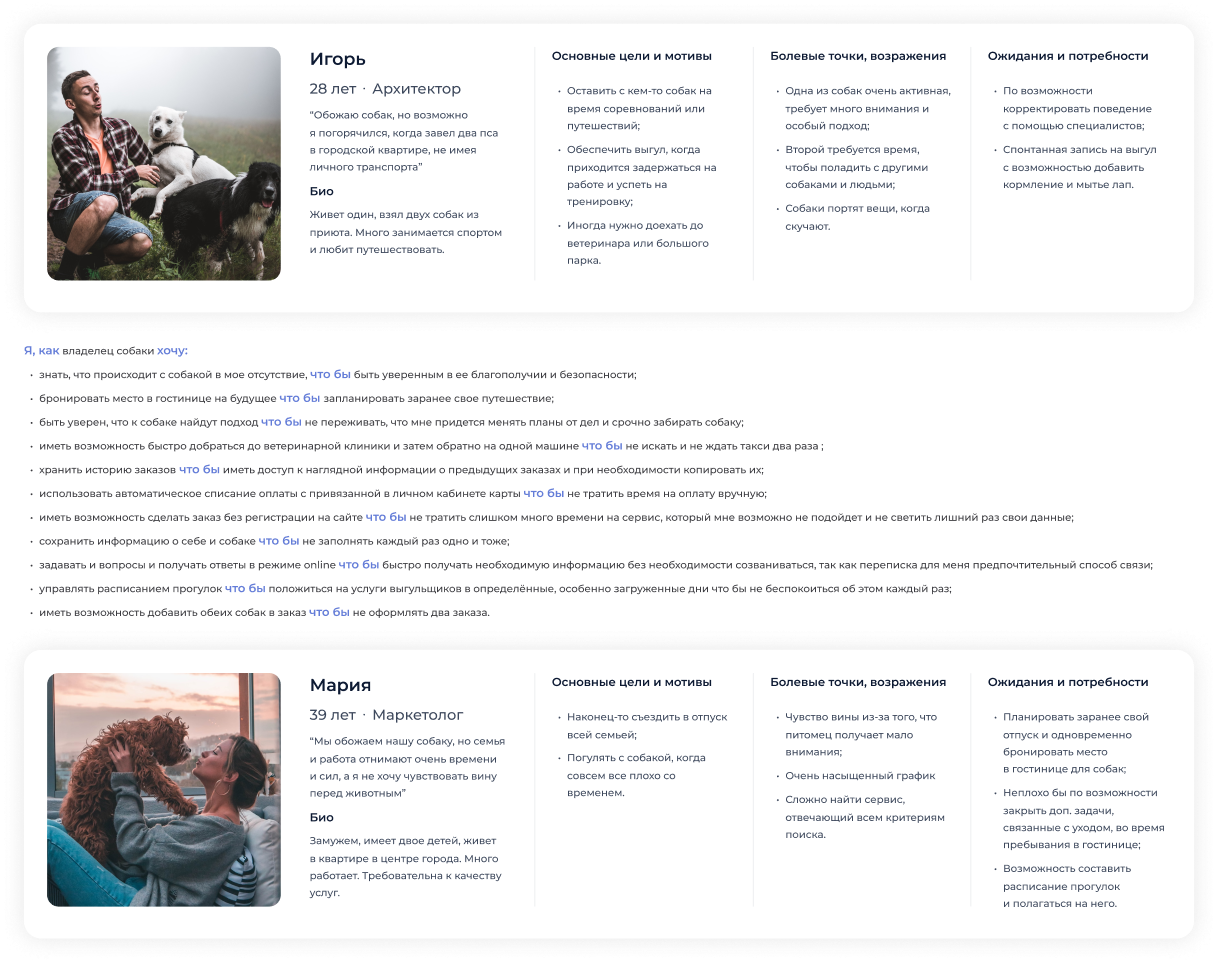 Игорь
28 лет · Архитектор
“Обожаю собак, но возможно
я погорячился, когда завел два пса
в городской квартире, не имея
личного транспорта”
Био
Живет один, взял двух собак из
приюта. Много занимается спортом
и любит путешествовать.
Основные цели и мотивы
• Оставить с кем-то собак на
время соревнований или
путешествий;
• Обеспечить выгул, когда
приходится задержаться на
работе и успеть на
тренировку;
• Иногда нужно доехать до
ветеринара или большого
парка.
Болевые точки, возражения
• Одна из собак очень активная,
требует много внимания и
особый подход;
• Второй требуется время,
чтобы поладить с другими
собаками и людьми;
• Собаки портят вещи, когда
скучают.
Ожидания и потребности
• По возможности
корректировать поведение
с помощью специалистов;
• Спонтанная запись на выгул
с возможностью добавить
кормление и мытье лап.
Я, как владелец собаки хочу:
• знать, что происходит с собакой в мое отсутствие, что бы быть уверенным в ее благополучии и безопасности;
• бронировать место в гостинице на будущее что бы запланировать заранее свое путешествие;
• быть уверен, что к собаке найдут подход что бы не переживать, что мне придется менять планы от дел и срочно забирать собаку;
• иметь возможность быстро добраться до ветеринарной клиники и затем обратно на одной машине что бы не искать и не ждать такси два раза ;
• хранить историю заказов что бы иметь доступ к наглядной информации о предыдущих заказах и при необходимости копировать их;
• использовать автоматическое списание оплаты с привязанной в личном кабинете карты что бы не тратить время на оплату вручную;
• иметь возможность сделать заказ без регистрации на сайте что бы не тратить слишком много времени на сервис, который мне возможно не подойдет и не светить лишний раз свои данные;
• сохранить информацию о себе и собаке что бы не заполнять каждый раз одно и тоже;
• задавать и вопросы и получать ответы в режиме online что бы быстро получать необходимую информацию без необходимости созваниваться, так как переписка для меня предпочтительный способ связи;
• управлять расписанием прогулок что бы положиться на услуги выгульщиков в определённые, особенно загруженные дни что бы не беспокоиться об этом каждый раз;
• иметь возможность добавить обеих собак в заказ что бы не оформлять два заказа.
Мария
39 лет · Маркетолог
“Мы обожаем нашу собаку, но семья
и работа отнимают очень времени
и сил, а я не хочу чувствовать вину
перед животным”
Био
Замужем, имеет двое детей, живет
в квартире в центре города. Много
работает. Требовательна к качеству
услуг.
Основные цели и мотивы
• Наконец-то съездить в отпуск
всей семьей;
• Погулять с собакой, когда
совсем все плохо со
временем.
Болевые точки, возражения
• Чувство вины из-за того, что
питомец получает мало
внимания;
• Очень насыщенный график
• Сложно найти сервис,
отвечающий всем критериям
поиска.
Ожидания и потребности
• Планировать заранее свой
отпуск и одновременно
бронировать место
в гостинице для собак;
• Неплохо бы по возможности
закрыть доп. задачи,
связанные с уходом, во время
пребывания в гостинице;
• Возможность составить
расписание прогулок
и полагаться на него.